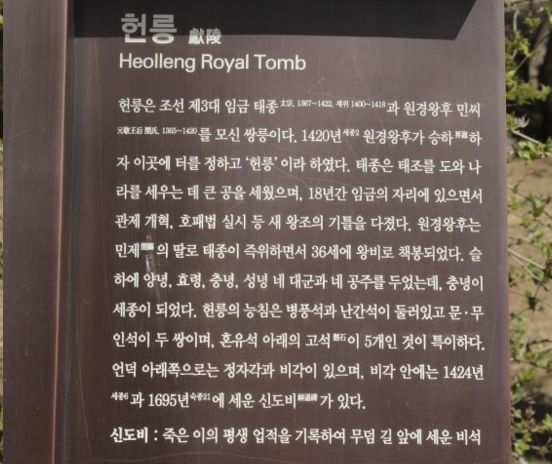 헌릉 獻陵
Heolleng Royal Tomb
헌릉은 조선 제3대 임금 태종 太宗, 1367~1422, 재위 1400~1418과 원경왕후 민씨
元敬王后 閔氏, 1365~1420를 모신 쌍릉이다. 1420년세종2 원경왕후가 승하昇遐하
자 이곳에 터를 정하고 ‘헌릉’이라 하였다. 태종은 태조를 도와 나
라를 세우는 데 큰 공을 세웠으며, 18년간 임금의 자리에 있으면서
관제 개혁, 호패법 실시 등 새 왕조의 기틀을 다졌다. 원경왕후는
민제의 딸로 태종이 즉위하면서 36세에 왕비로 책봉되었다. 슬
하에 양녕, 효령, 충녕, 성녕 네 대군과 네 공주를 두었는데, 충녕이
세종이 되었다. 헌릉의 능침은 병풍석과 난간석이 둘러있고 문·무
인석이 두 쌍이며, 혼유석 아래의 고석鼓石이 5개인 것이 특이하다.
언덕 아래쪽으로는 정자각과 비각이 있으며, 비각 안에는 1424년
세종6과 1695년숙종21에 세운 신도비神道碑가 있다.
신도비 : 죽은 이의 평생 업적을 기록하여 무덤 길 앞에 세운 비석